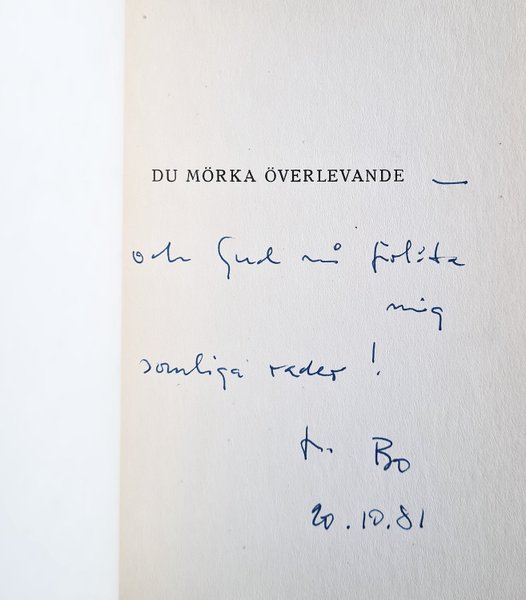 DU MÖRKA ÖVERLEVANDE —
och Gud må förlåta
mig
somliga rader!
Bo
20.10.81